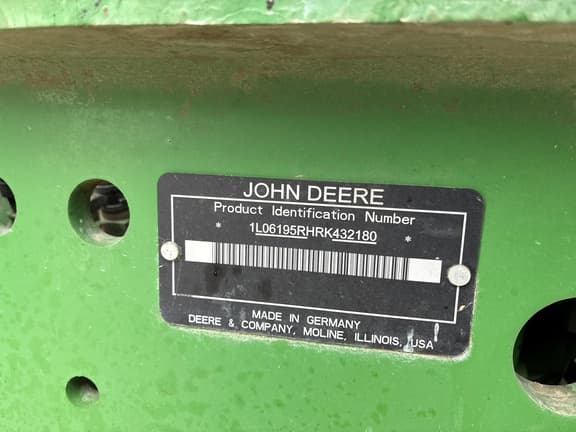 JOHN DEERE
Product Identification Number
* 1L06195RHRK432180 *
MADE IN GERMANY
DEERE & COMPANY, MOLINE, ILLINOIS, USA